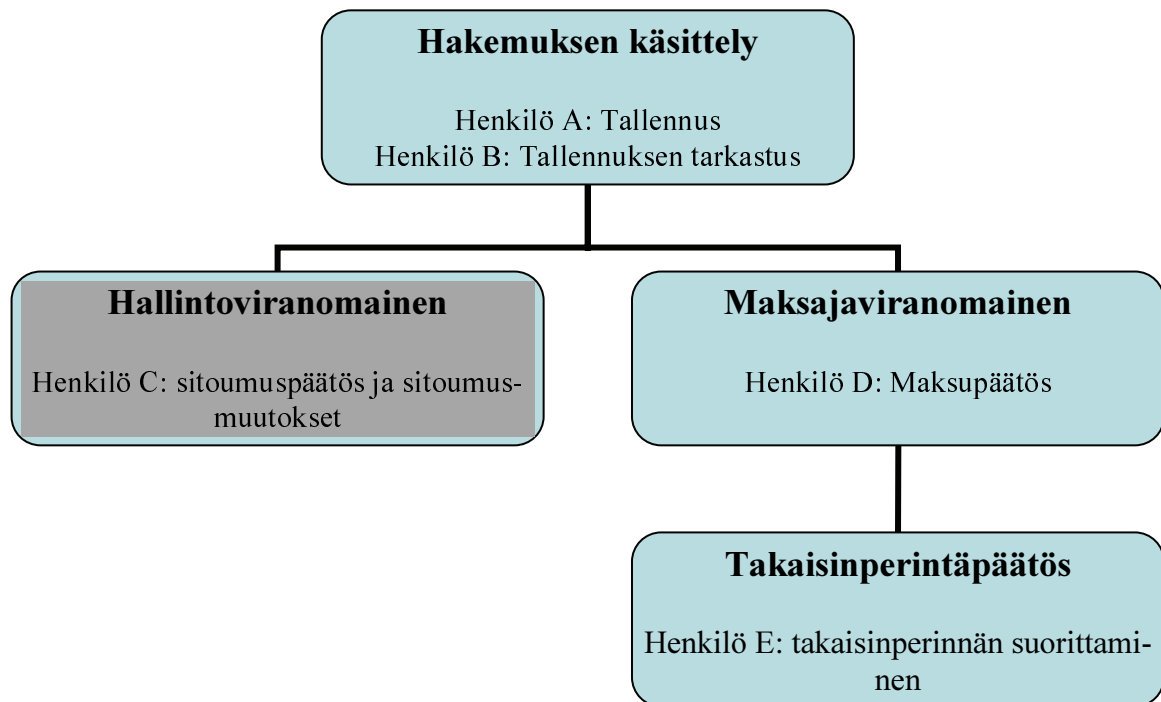 Hakemuksen käsittely
Henkilö A: Tallennus
Henkilö B: Tallennuksen tarkastus
Hallintoviranomainen
Henkilö C: sitoumuspäätös ja sitoumus-
muutokset
Maksajaviranomainen
Henkilö D: Maksupäätös
Takaisinperintäpäätös
Henkilö E: takaisinperinnän suorittami-
nen